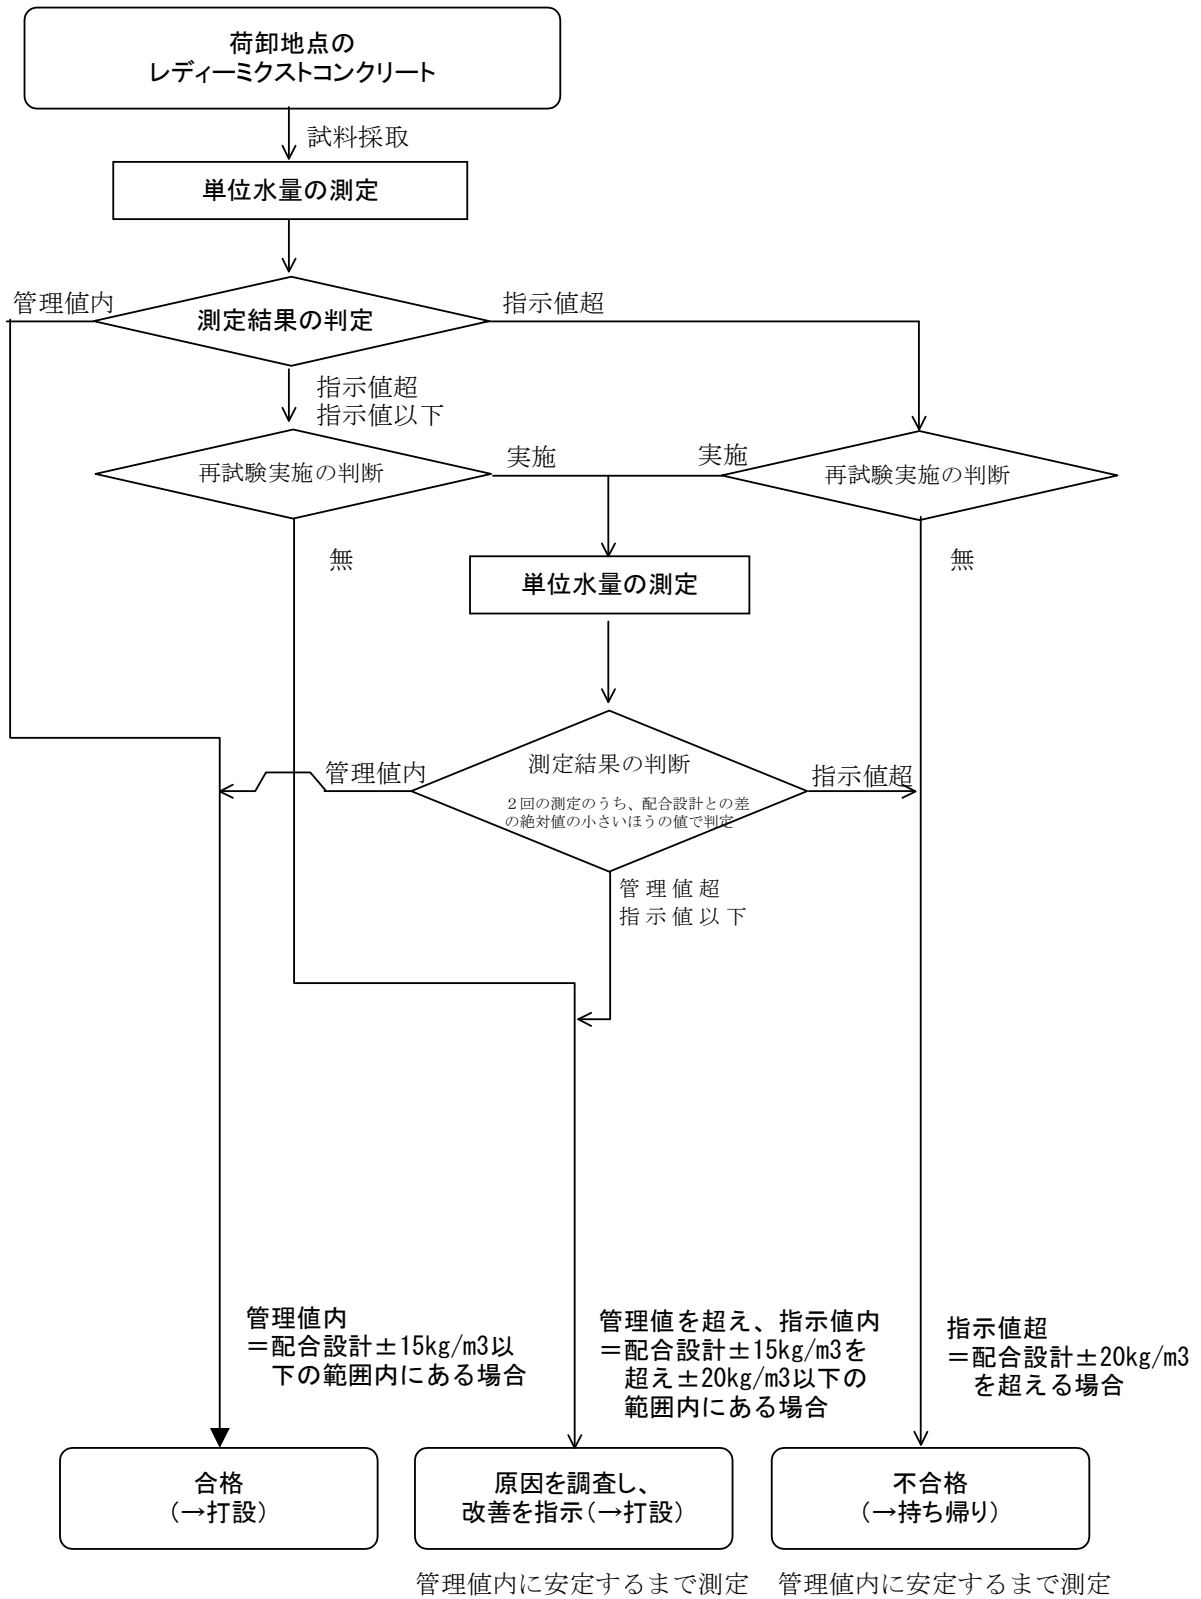 荷卸地点の
レディーミクストコンクリート
試料採取
単位水量の測定
管理値内
測定結果の判定
指示値超
指示値超
指示値以下
再試験実施の判断
実施
実施
再試験実施の判断
無
単位水量の測定
無
測定結果の判断
管理値内
指示値超
２回の測定のうち、配合設計との差
の絶対値の小さいほうの値で判定
管理値超
指示値以下
管理値内
＝配合設計±15kg/m3以
下の範囲内にある場合
管理値を超え、指示値内
＝配合設計±15kg/m3を
超え±20kg/m3以下の
範囲内にある場合
指示値超
＝配合設計±20kg/m3
を超える場合
合格
（→打設）
原因を調査し、
改善を指示（→打設）
不合格
（→持ち帰り）
管理値内に安定するまで測定
管理値内に安定するまで測定